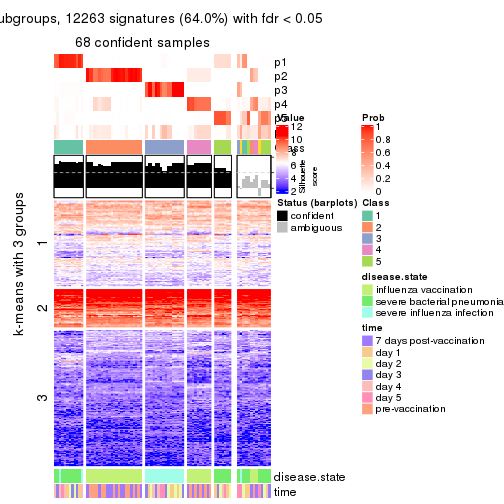 ubgroups, 12263 signatures (64.0%) with fdr < 0.05
68 confident samples
p1
p2
p3
p4
p5
Value
12
10
8
6
4
2
0
Silhouette
score
Prob
1
0.8
0.6
0.4
0.2
0
Status (barplots)
confident
ambiguous
Class
1
2
3
4
5
disease.state
influenza vaccination
severe bacterial pneumonia
severe influenza infection
time
7 days post-vaccination
day 1
day 2
day 3
day 4
day 5
pre-vaccination
k-means with 3 groups
1
2
3
disease.state
time